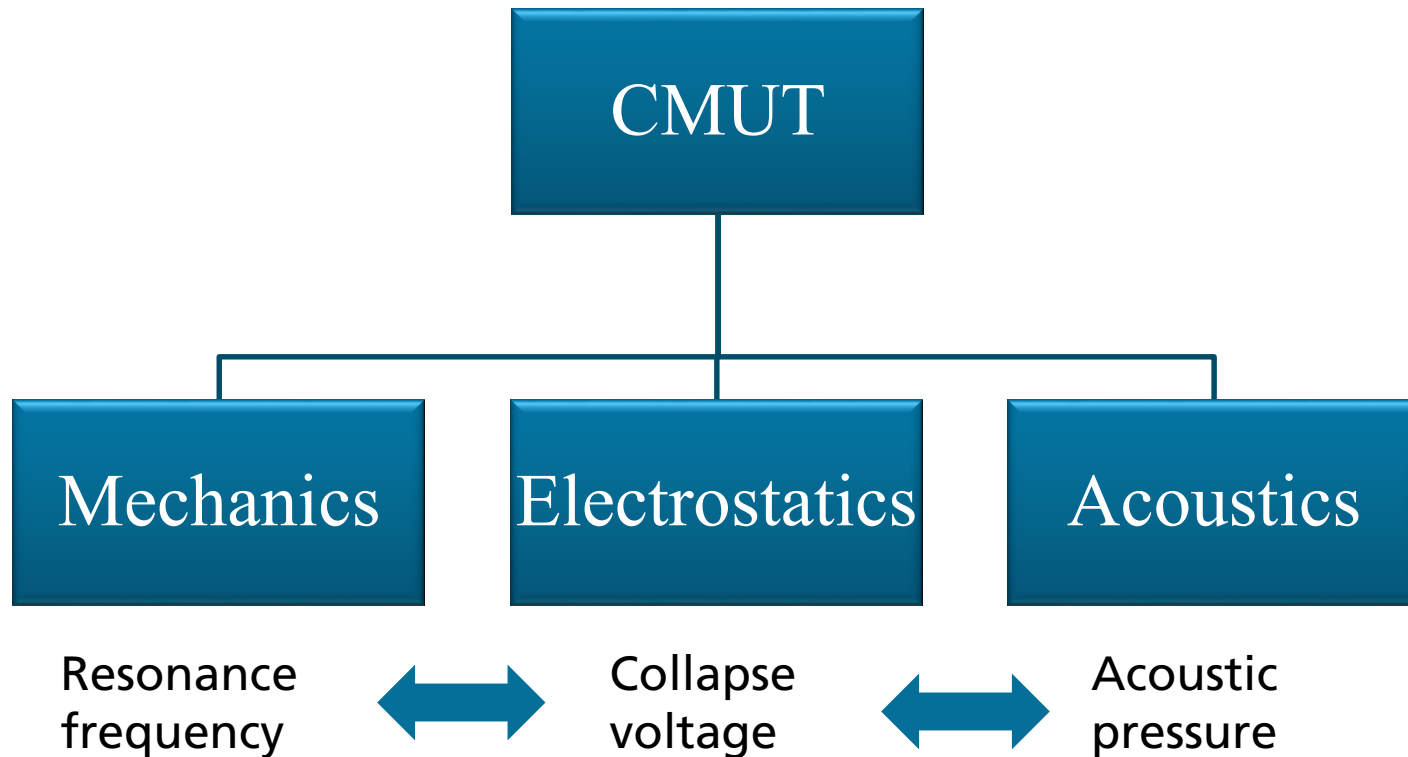 CMUT
Mechanics
Electrostatics
Acoustics
Resonance
frequency
Collapse
voltage
Acoustic
pressure